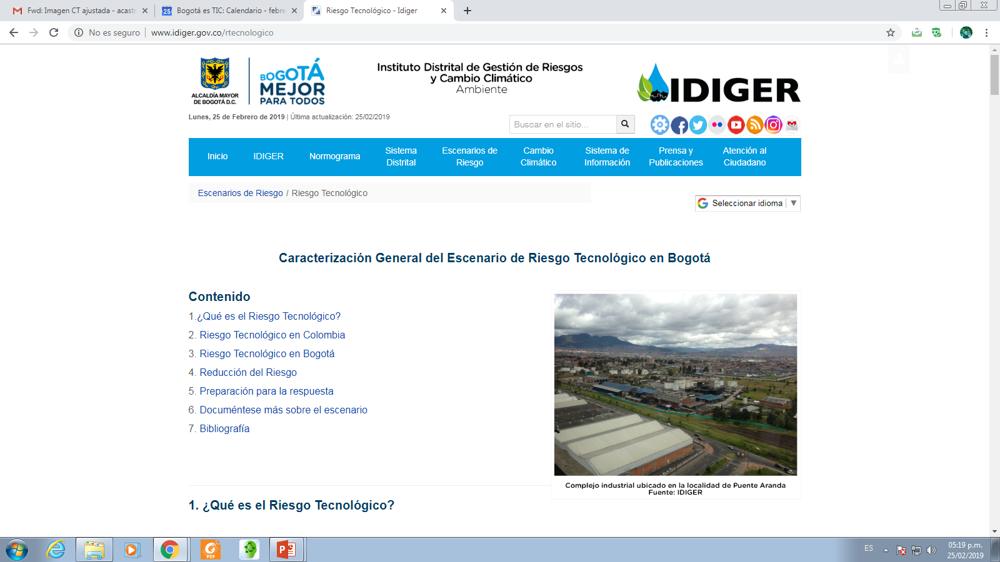 Fwd: Imagen CT ajustada - acastr
Bogotá es TIC: Calendario - febre
Riesgo Tecnológico - Idiger
No es seguro
www.idiger.gov.co/rtecnologico
ALCALDÍA MAYOR
DE BOGOTÁ D.C.
BOGOTÁ
MEJOR
PARA TODOS
Instituto Distrital de Gestión de Riesgos
y Cambio Climático
Ambiente
IDIGER
Lunes, 25 de Febrero de 2019 | Última actualización: 25/02/2019
Buscar en el sitio...
Inicio
IDIGER
Normograma
Sistema
Distrital
Escenarios de
Riesgo
Cambio
Climático
Sistema de
Información
Prensa y
Publicaciones
Atención al
Ciudadano
Escenarios de Riesgo / Riesgo Tecnológico
Seleccionar idioma
Caracterización General del Escenario de Riesgo Tecnológico en Bogotá
Contenido
1.¿Qué es el Riesgo Tecnológico?
2. Riesgo Tecnológico en Colombia
3. Riesgo Tecnológico en Bogotá
4. Reducción del Riesgo
5. Preparación para la respuesta
6. Documéntese más sobre el escenario
7. Bibliografía
Complejo industrial ubicado en la localidad de Puente Aranda
Fuente: IDIGER
1. ¿Qué es el Riesgo Tecnológico?
PDF
ES
05:19 p.m.
25/02/2019